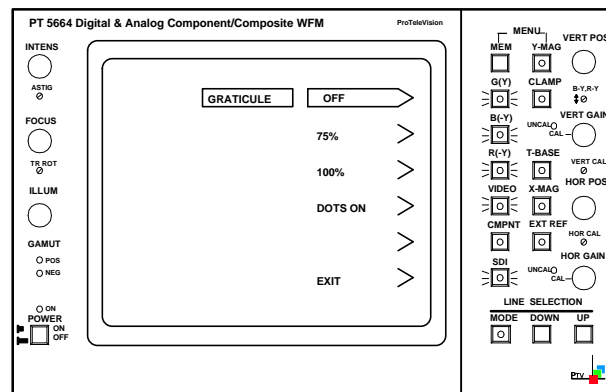 PT 5664 Digital & Analog Component/Composite WFM
ProTeleVision
INTENS
ASTIG
FOCUS
TR ROT
ILLUM
GAMUT
POS
NEG
ON
POWER
ON
OFF
GRATICULE
OFF
75%
100%
DOTS ON
EXIT
MENU
MEM
Y-MAG
VERT POS
G(Y)
CLAMP
B-Y,R-Y
B(-Y)
UNCAL
CAL
VERT GAIN
R(-Y)
T-BASE
VERT CAL
VIDEO
X-MAG
HOR POS
CMPNT
EXT REF
HOR CAL
SDI
UNCAL
CAL
HOR GAIN
LINE SELECTION
MODE
DOWN
UP
PTV